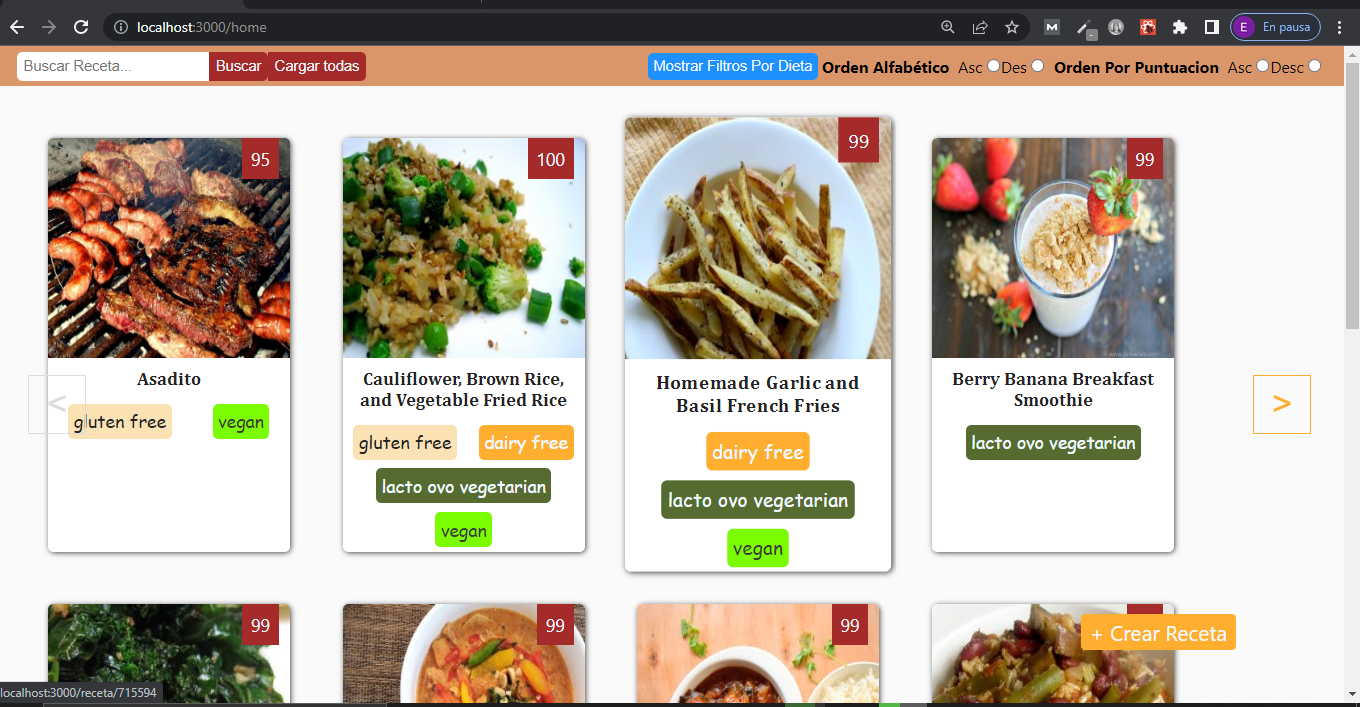 localhost:3000/home
E En pausa
Buscar Receta... Buscar Cargar todas Mostrar Filtros Por Dieta Orden Alfabético Asc Des Orden Por Puntuacion Asc Desc
95
100
99
99
Asadito
gluten free vegan
Cauliflower, Brown Rice,
and Vegetable Fried Rice
gluten free dairy free
lacto ovo vegetarian
vegan
Homemade Garlic and
Basil French Fries
dairy free
lacto ovo vegetarian
vegan
Berry Banana Breakfast
Smoothie
lacto ovo vegetarian
<
>
99
99
99
+ Crear Receta
localhost:3000/receta/715594